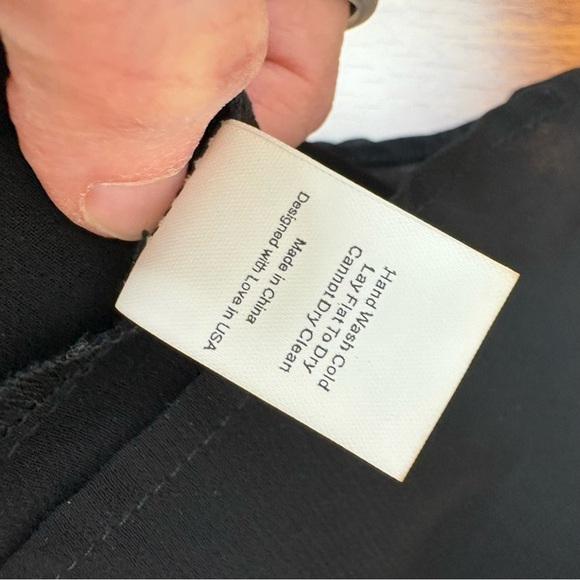 Hand Wash Cold
Lay Flat To Dry
Cannot Dry Clean
Made in China
Designed with Love in USA